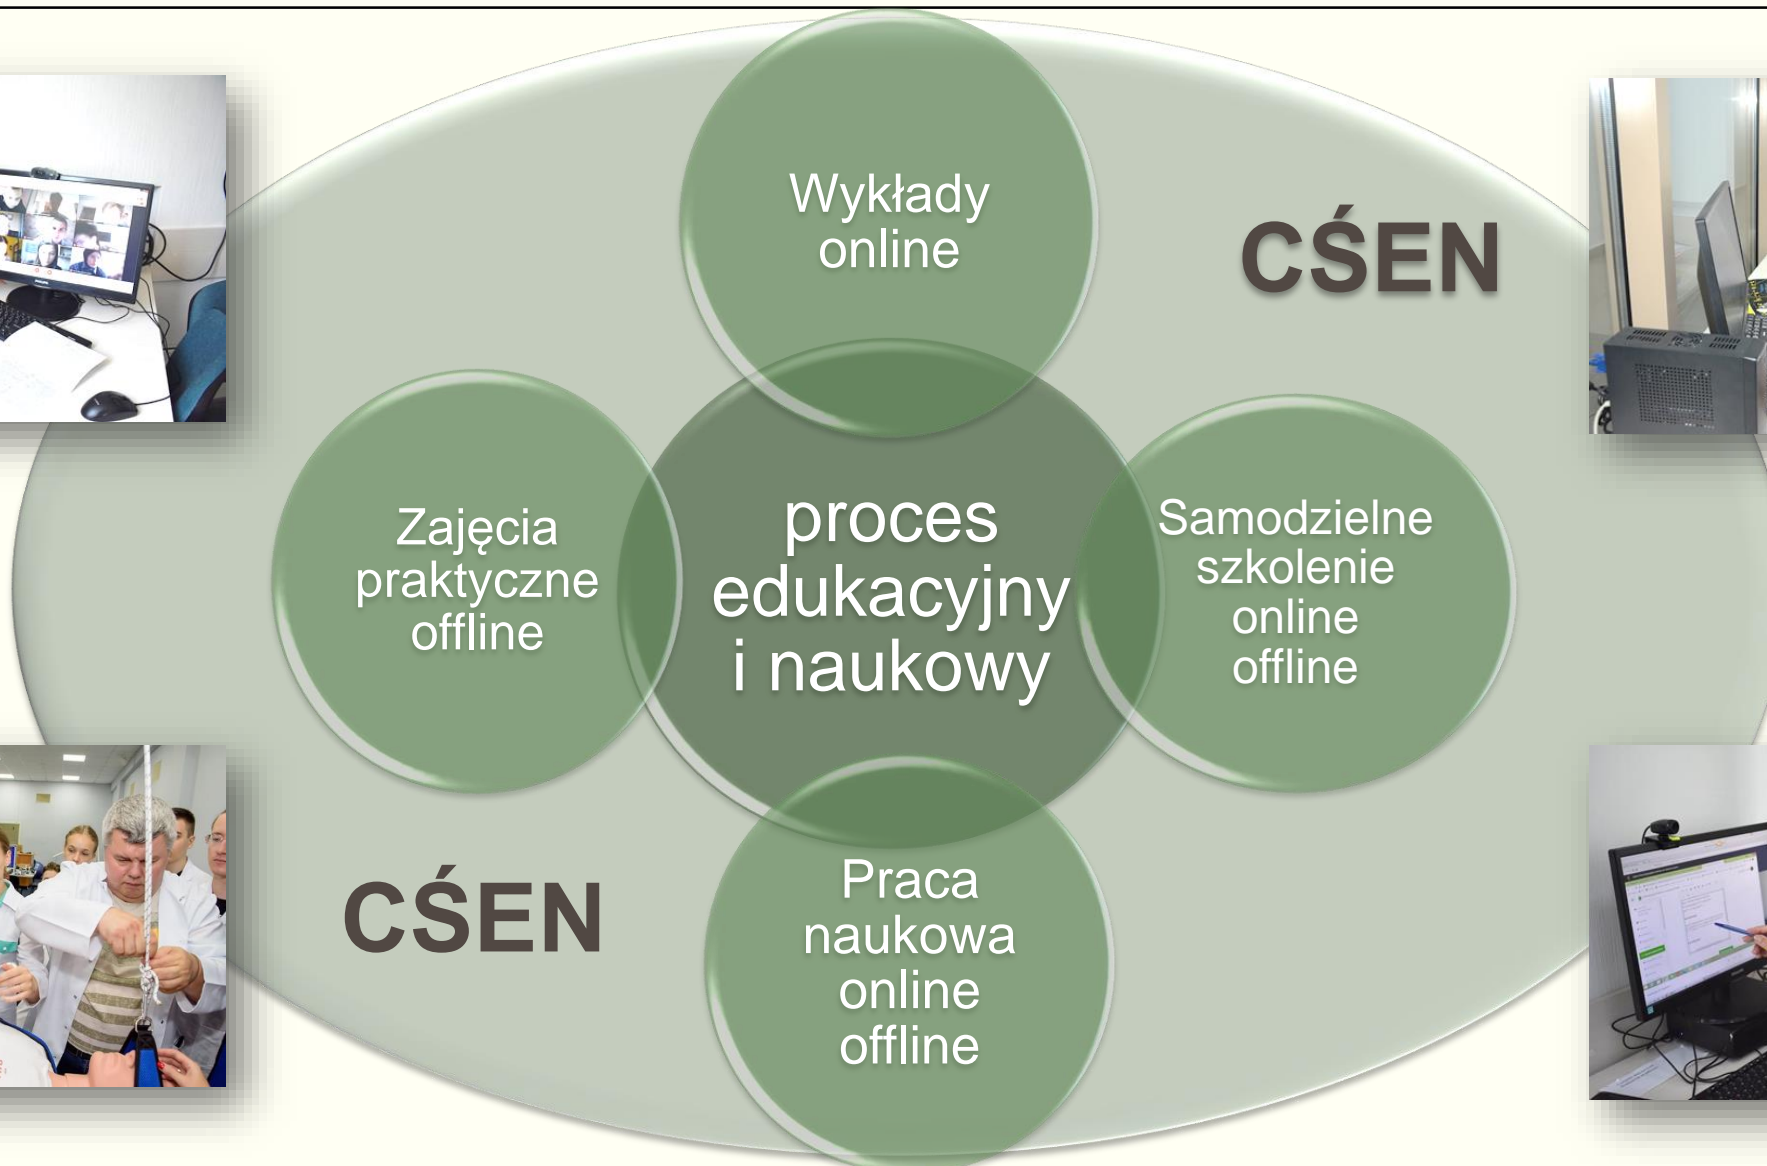 Wykłady
online
CŚEN
Zajęcia
praktyczne
offline
proces
edukacyjny
i naukowy
Samodzielne
szkolenie
online
offline
CŚEN
Praca
naukowa
online
offline